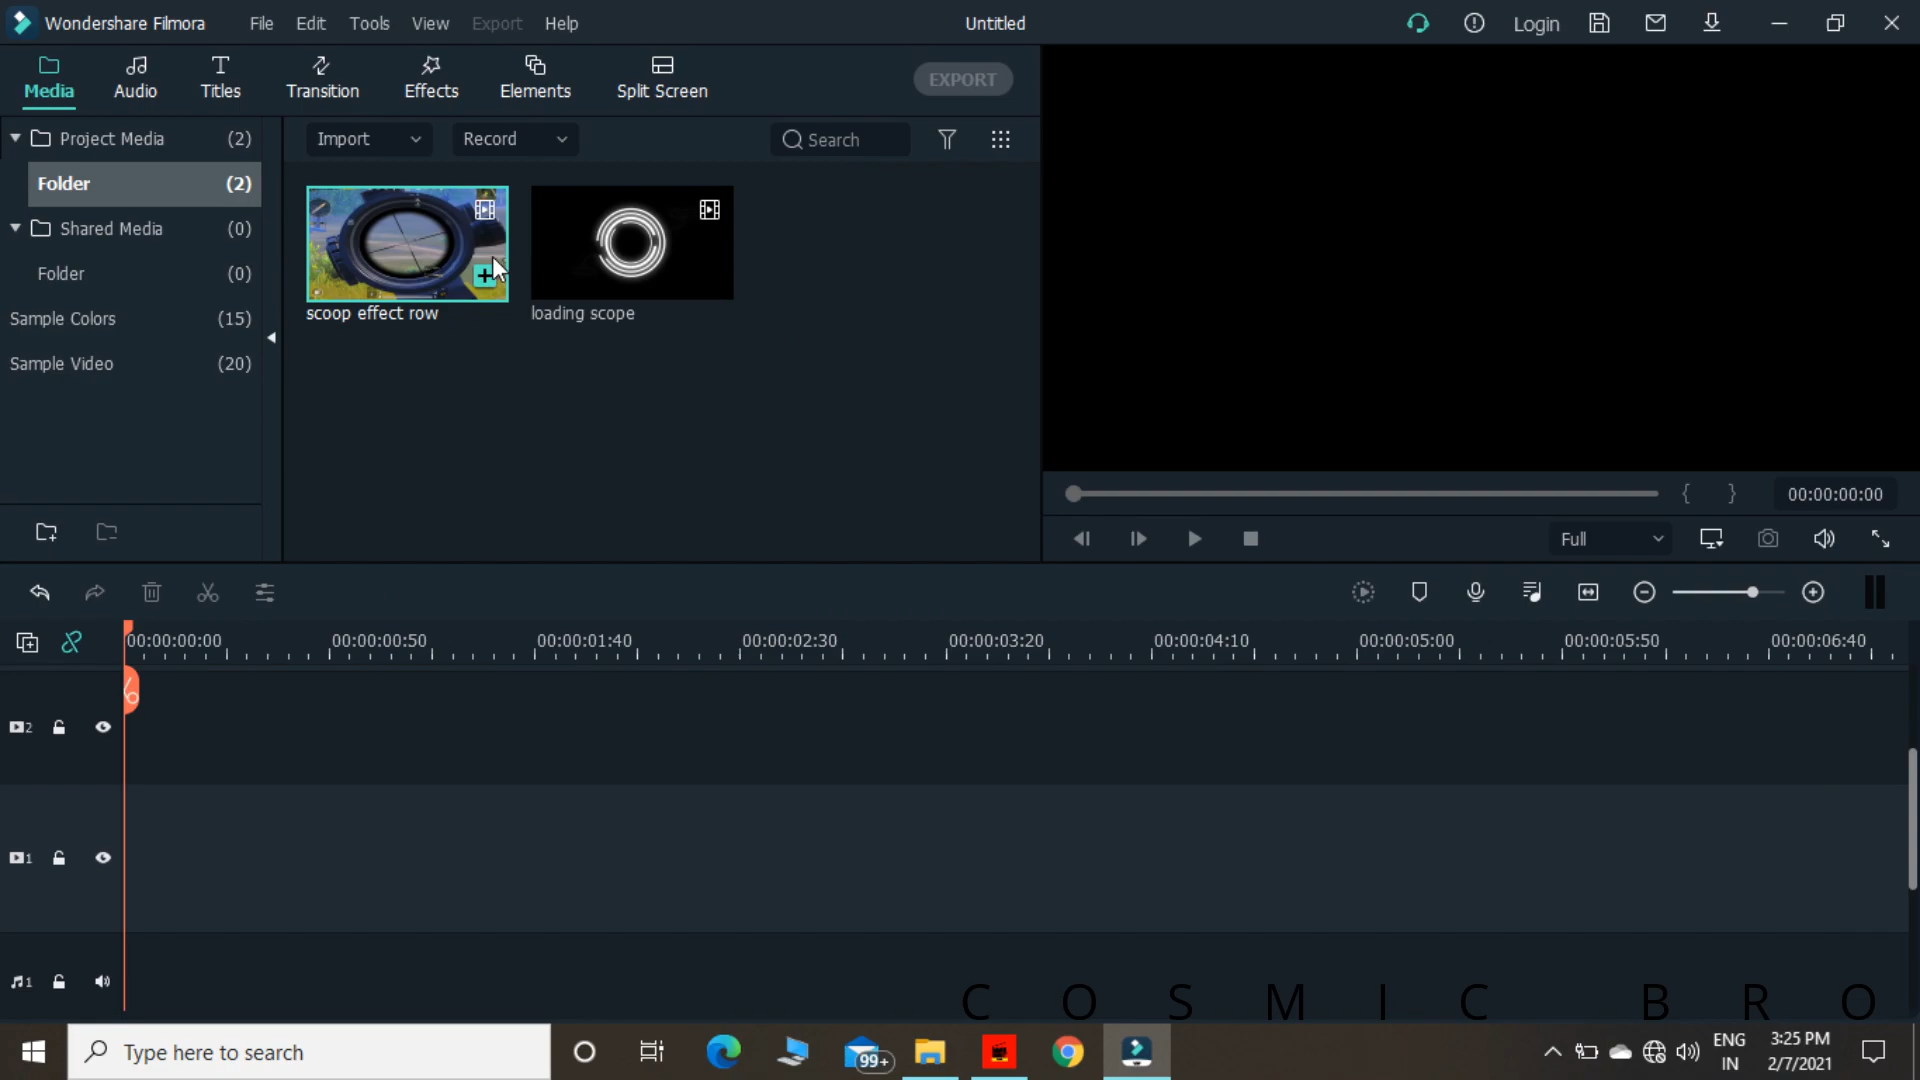 Wondershare Filmora File Edit Tools View Export Help Untitled Login
Media Audio Titles Transition Effects Elements Split Screen EXPORT
Project Media (2) Import Record Search
Folder (2)
Shared Media (0)
Folder (0)
Sample Colors (15)
Sample Video (20)
scoop effect row loading scope
00:00:00:00
Full
00:00:00:00 00:00:00:50 00:00:01:40 00:00:02:30 00:00:03:20 00:00:04:10 00:00:05:00 00:00:05:50 00:00:06:40
2
1
1
COSMIC BRO
Type here to search 99+ ENG 3:25 PM
IN 2/7/2021